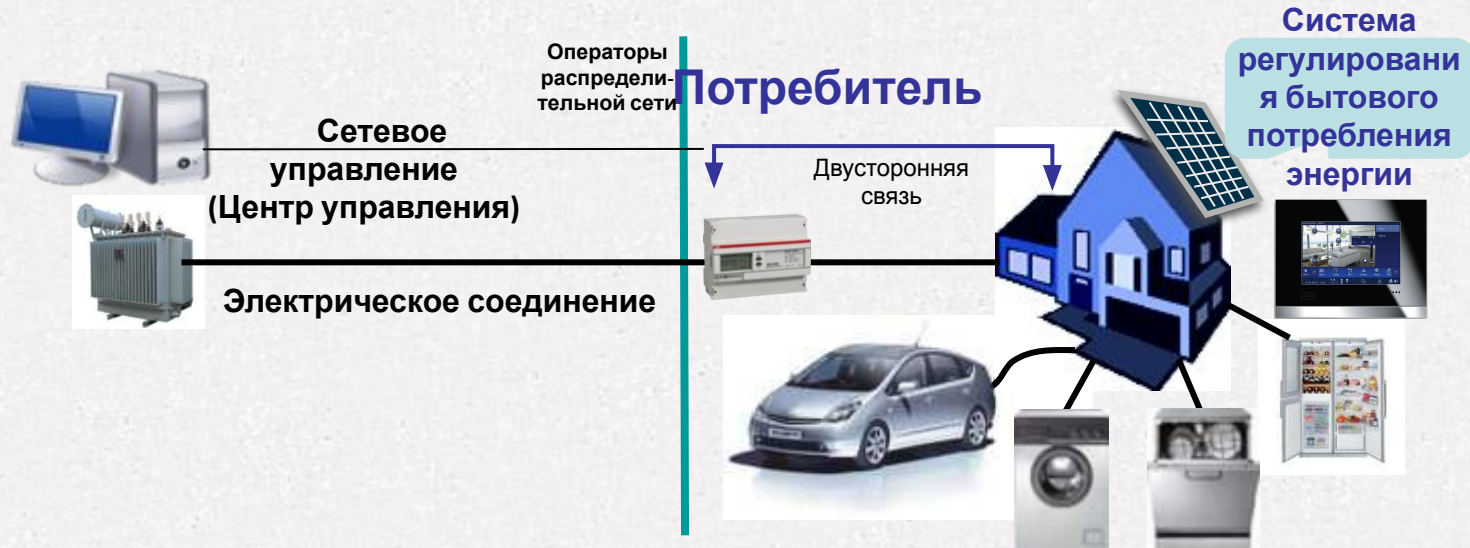 Операторы
распредели-
тельной сети
Потребитель
Система
регулировани
я бытового
потребления
энергии
Сетевое
управление
(Центр управления)
Двусторонняя
связь
Электрическое соединение